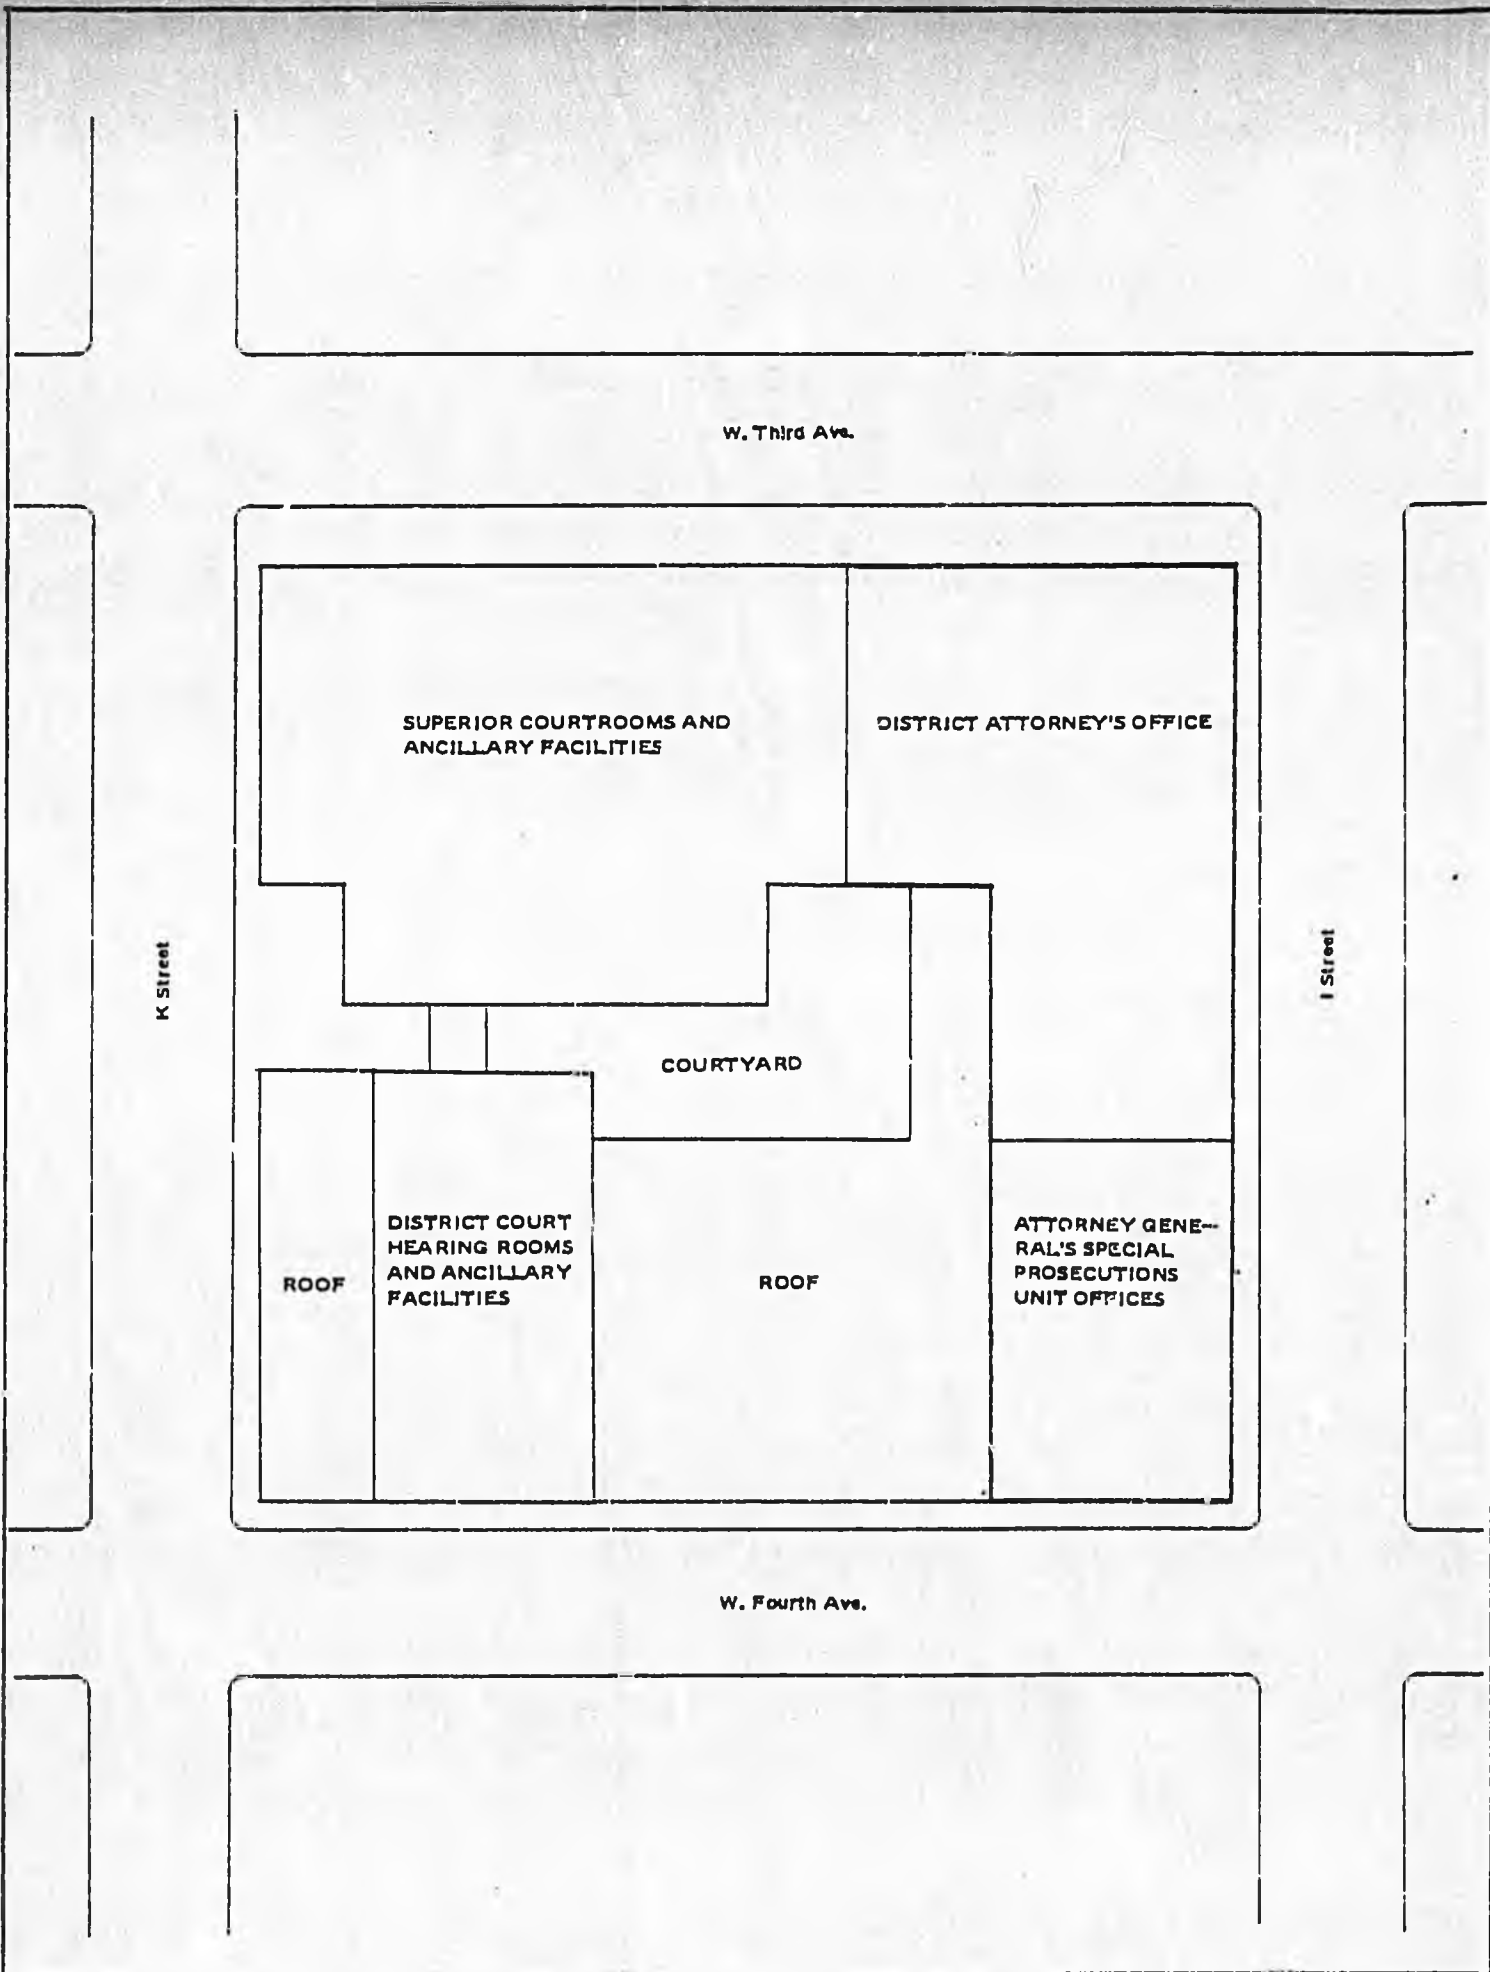 W. Third Ave.
SUPERIOR COURTROOMS AND
ANCILLARY FACILITIES
DISTRICT ATTORNEY'S OFFICE
K Street
I Street
COURTYARD
DISTRICT COURT
HEARING ROOMS
AND ANCILLARY
FACILITIES
ROOF
ROOF
ATTORNEY GENE-
RAL'S SPECIAL
PROSECUTIONS
UNIT OFFICES
W. Fourth Ave.